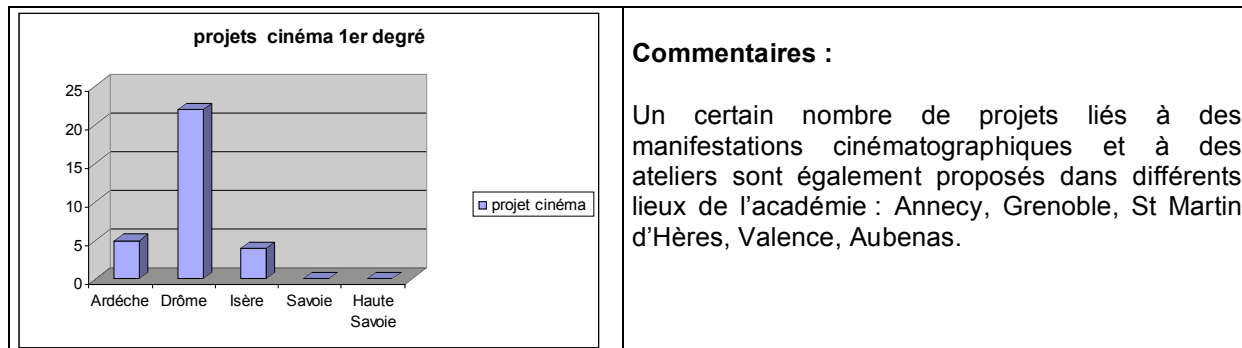 projets cinéma 1er degré
25
20
15
10
5
0
Ardéche Drôme Isère Savoie Haute
Savoie
projet cinéma
Commentaires :
Un certain nombre de projets liés à des
manifestations cinématographiques et à des
ateliers sont également proposés dans différents
lieux de l’académie : Annecy, Grenoble, St Martin
d’Hères, Valence, Aubenas.